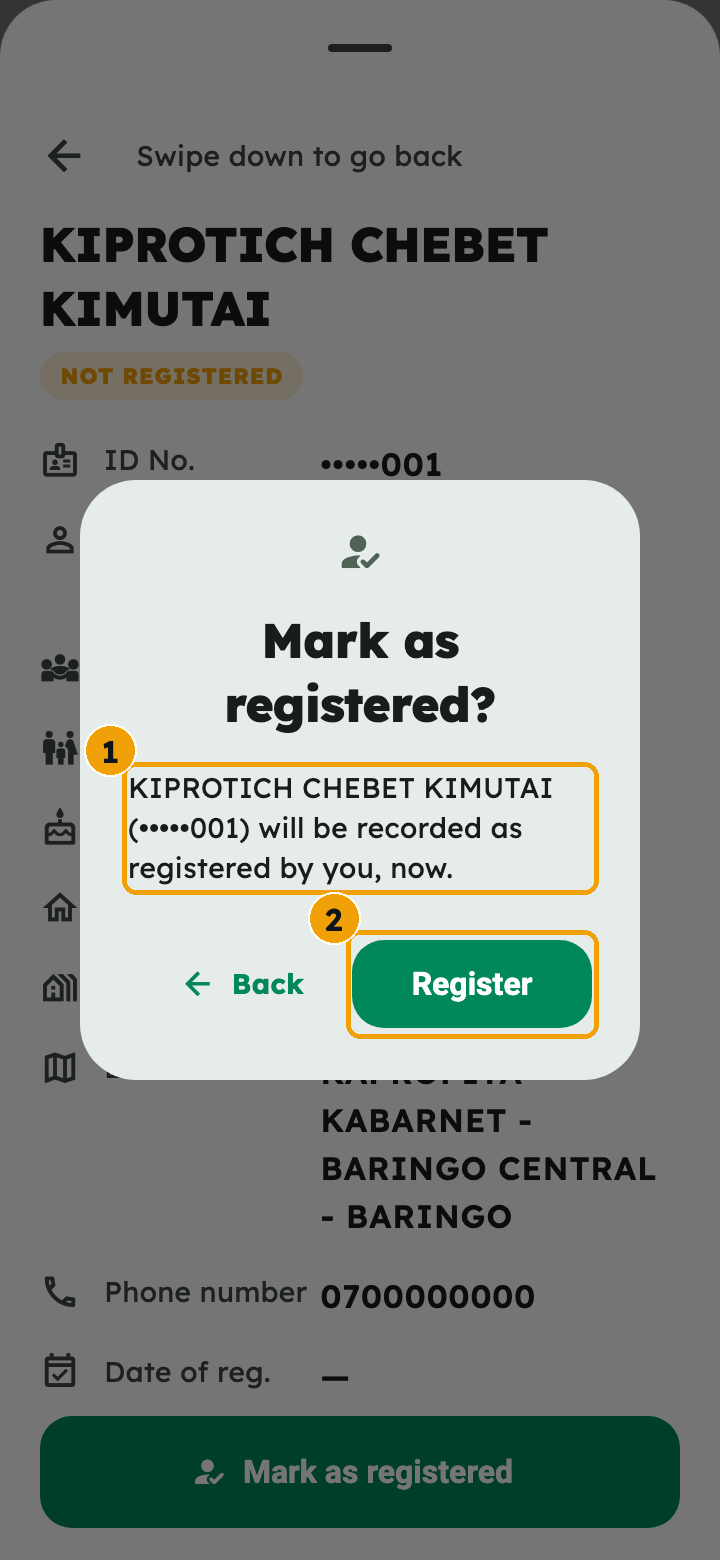 Swipe down to go back
KIPROTICH CHEBET
KIMUTAI
NOT REGISTERED
ID No. •••••001
Mark as
registered?
1
KIPROTICH CHEBET KIMUTAI
(•••••001) will be recorded as
registered by you, now.
2
Back Register
KABARNET -
BARINGO CENTRAL
- BARINGO
Phone number 0700000000
Date of reg. —
Mark as registered